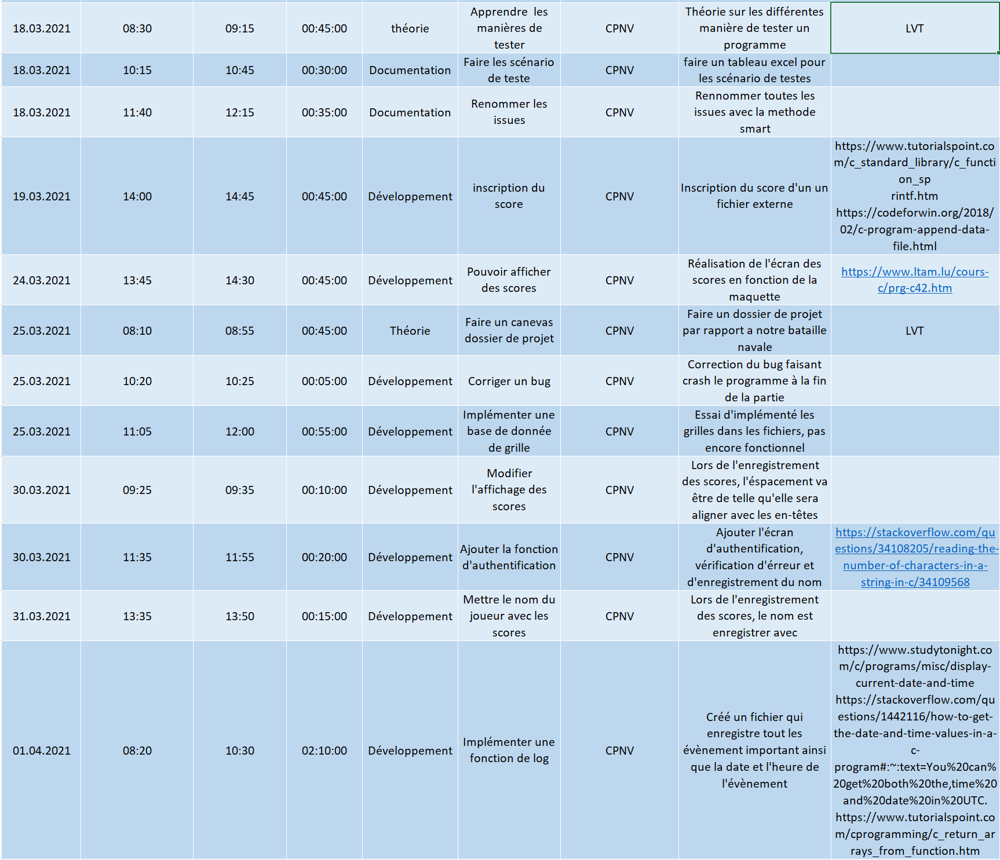 18.03.2021 08:30 09:15 00:45:00 théorie Apprendre les manières de tester CPNV Théorie sur les différentes manière de tester un programme LVT
18.03.2021 10:15 10:45 00:30:00 Documentation Faire les scénario de teste CPNV faire un tableau excel pour les scénario de testes
18.03.2021 11:40 12:15 00:35:00 Documentation Renommer les issues CPNV Rennommer toutes les issues avec la methode smart
19.03.2021 14:00 14:45 00:45:00 Développement inscription du score CPNV Inscription du score d'un un fichier externe https://www.tutorialspoint.com/c_standard_library/c_function_sp
rintf.htm
https://codeforwin.org/2018/02/c-program-append-data-file.html
24.03.2021 13:45 14:30 00:45:00 Développement Pouvoir afficher des scores CPNV Réalisation de l'écran des scores en fonction de la maquette https://www.ltam.lu/cours-c/prg-c42.htm
25.03.2021 08:10 08:55 00:45:00 Théorie Faire un canevas dossier de projet CPNV Faire un dossier de projet par rapport a notre bataille navale LVT
25.03.2021 10:20 10:25 00:05:00 Développement Corriger un bug CPNV Correction du bug faisant crash le programme à la fin de la partie
25.03.2021 11:05 12:00 00:55:00 Développement Implémenter une base de donnée de grille CPNV Essai d'implémenté les grilles dans les fichiers, pas encore fonctionnel
30.03.2021 09:25 09:35 00:10:00 Développement Modifier l'affichage des scores CPNV Lors de l'enregistrement des scores, l'éspacement va être de telle qu'elle sera aligner avec les en-têtes
30.03.2021 11:35 11:55 00:20:00 Développement Ajouter la fonction d'authentification CPNV Ajouter l'écran d'authentification, vérification d'érreur et d'enregistrement du nom https://stackoverflow.com/questions/34108205/reading-the-number-of-characters-in-a-string-in-c/34109568
31.03.2021 13:35 13:50 00:15:00 Développement Mettre le nom du joueur avec les scores CPNV Lors de l'enregistrement des scores, le nom est enregistrer avec
01.04.2021 08:20 10:30 02:10:00 Développement Implémenter une fonction de log CPNV Créé un fichier qui enregistre tout les évènement important ainsi que la date et l'heure de l'évènement https://www.studytonight.com/c/programs/misc/display-current-date-and-time
https://stackoverflow.com/questions/1442116/how-to-get-the-date-and-time-values-in-a-c-program#:~:text=You%20can%20get%20both%20the,time%20and%20date%20in%20UTC.
https://www.tutorialspoint.com/cprogramming/c_return_arrays_from_function.htm